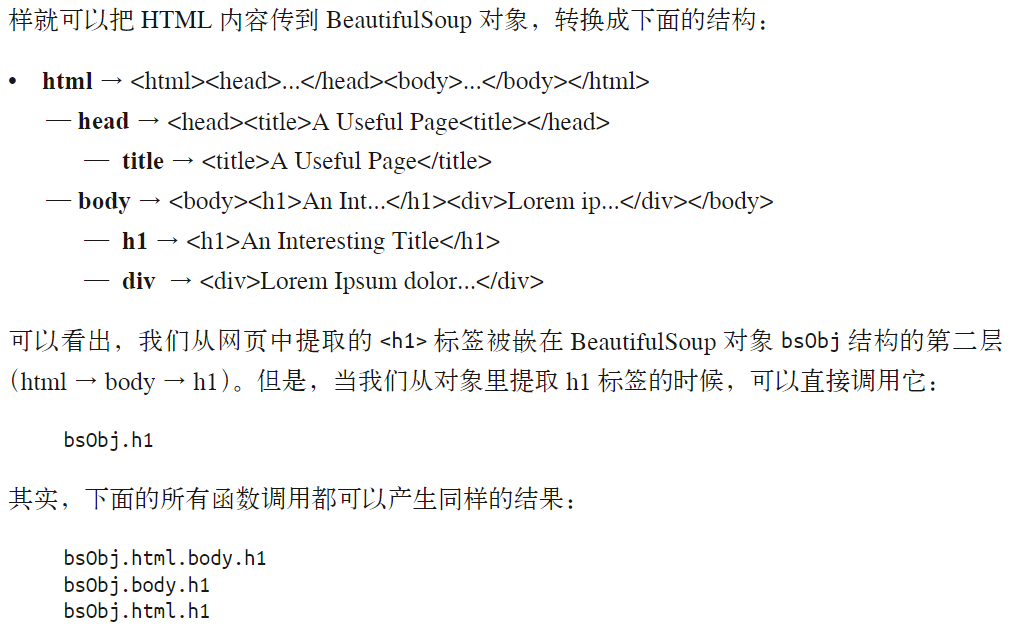 样就可以把 HTML 内容传到 BeautifulSoup 对象，转换成下面的结构：
• html → <html><head>...</head><body>...</body></html>
— head → <head><title>A Useful Page<title></head>
— title → <title>A Useful Page</title>
— body → <body><h1>An Int...</h1><div>Lorem ip...</div></body>
— h1 → <h1>An Interesting Title</h1>
— div → <div>Lorem Ipsum dolor...</div>
可以看出，我们从网页中提取的 <h1> 标签被嵌在 BeautifulSoup 对象 bsObj 结构的第二层
（html → body → h1）。但是，当我们从对象里提取 h1 标签的时候，可以直接调用它：
bsObj.h1
其实，下面的所有函数调用都可以产生同样的结果：
bsObj.html.body.h1
bsObj.body.h1
bsObj.html.h1